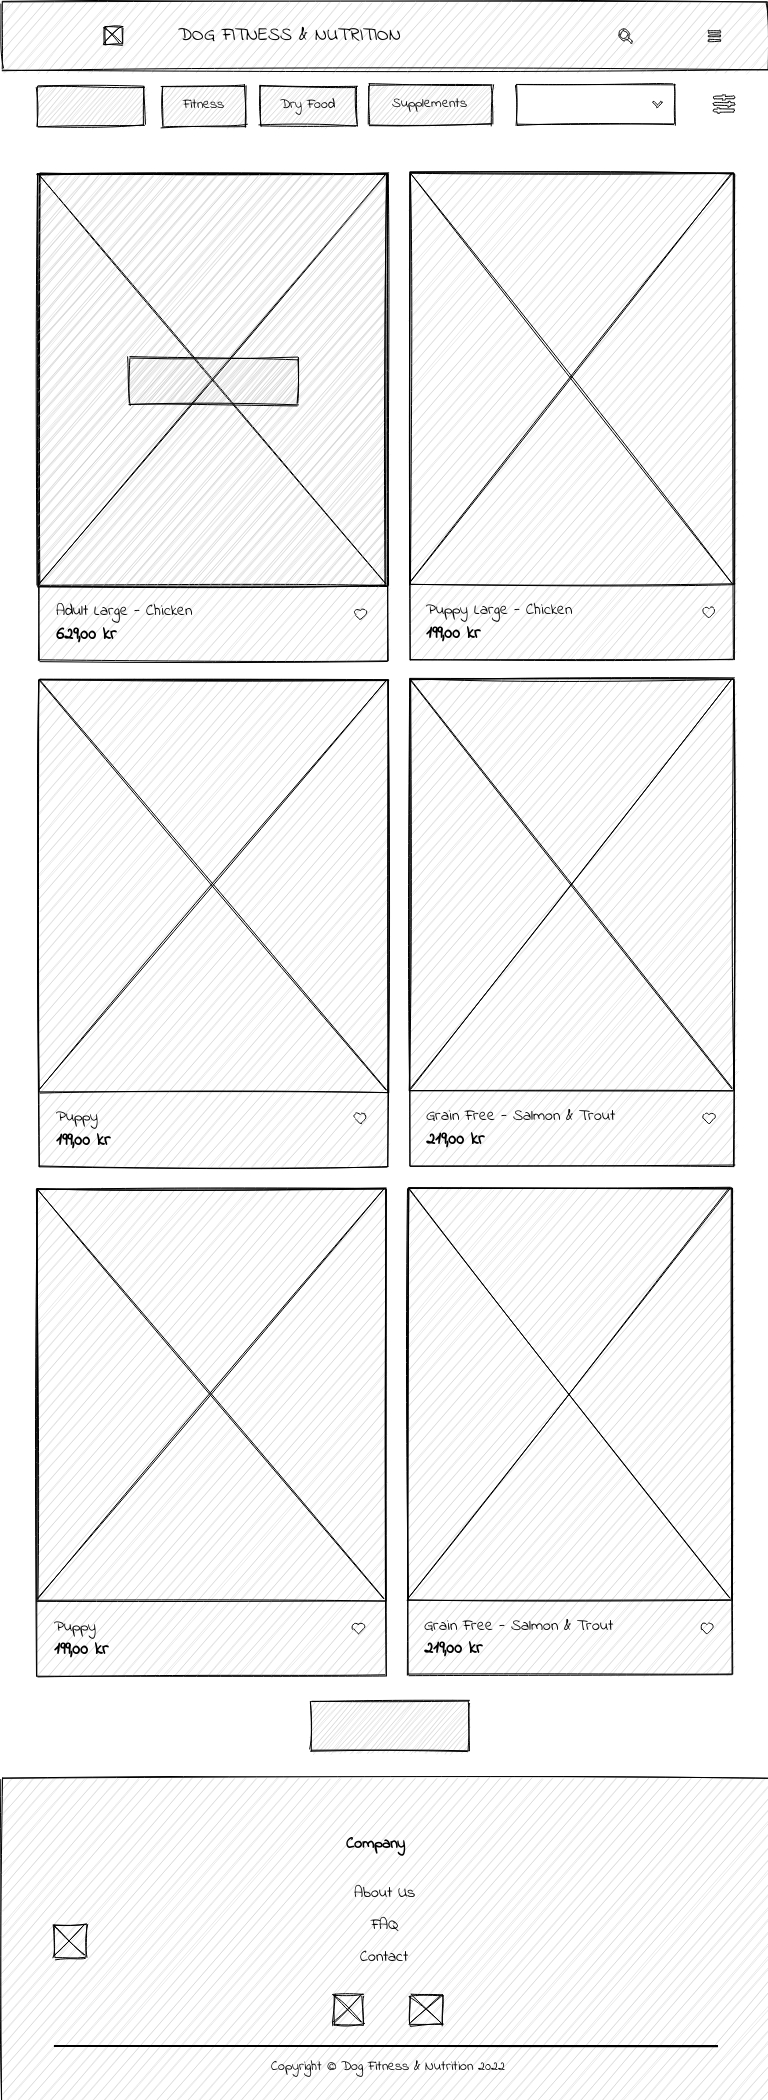 DOG FITNESS & NUTRITION
Fitness
Dry Food
Supplements
Adult Large - Chicken
629,00 kr
Puppy Large - Chicken
199,00 kr
Puppy
199,00 kr
Grain Free - Salmon & Trout
219,00 kr
Puppy
199,00 kr
Grain Free - Salmon & Trout
219,00 kr
Company
About Us
FAQ
Contact
Copyright © Dog Fitness & Nutrition 2022